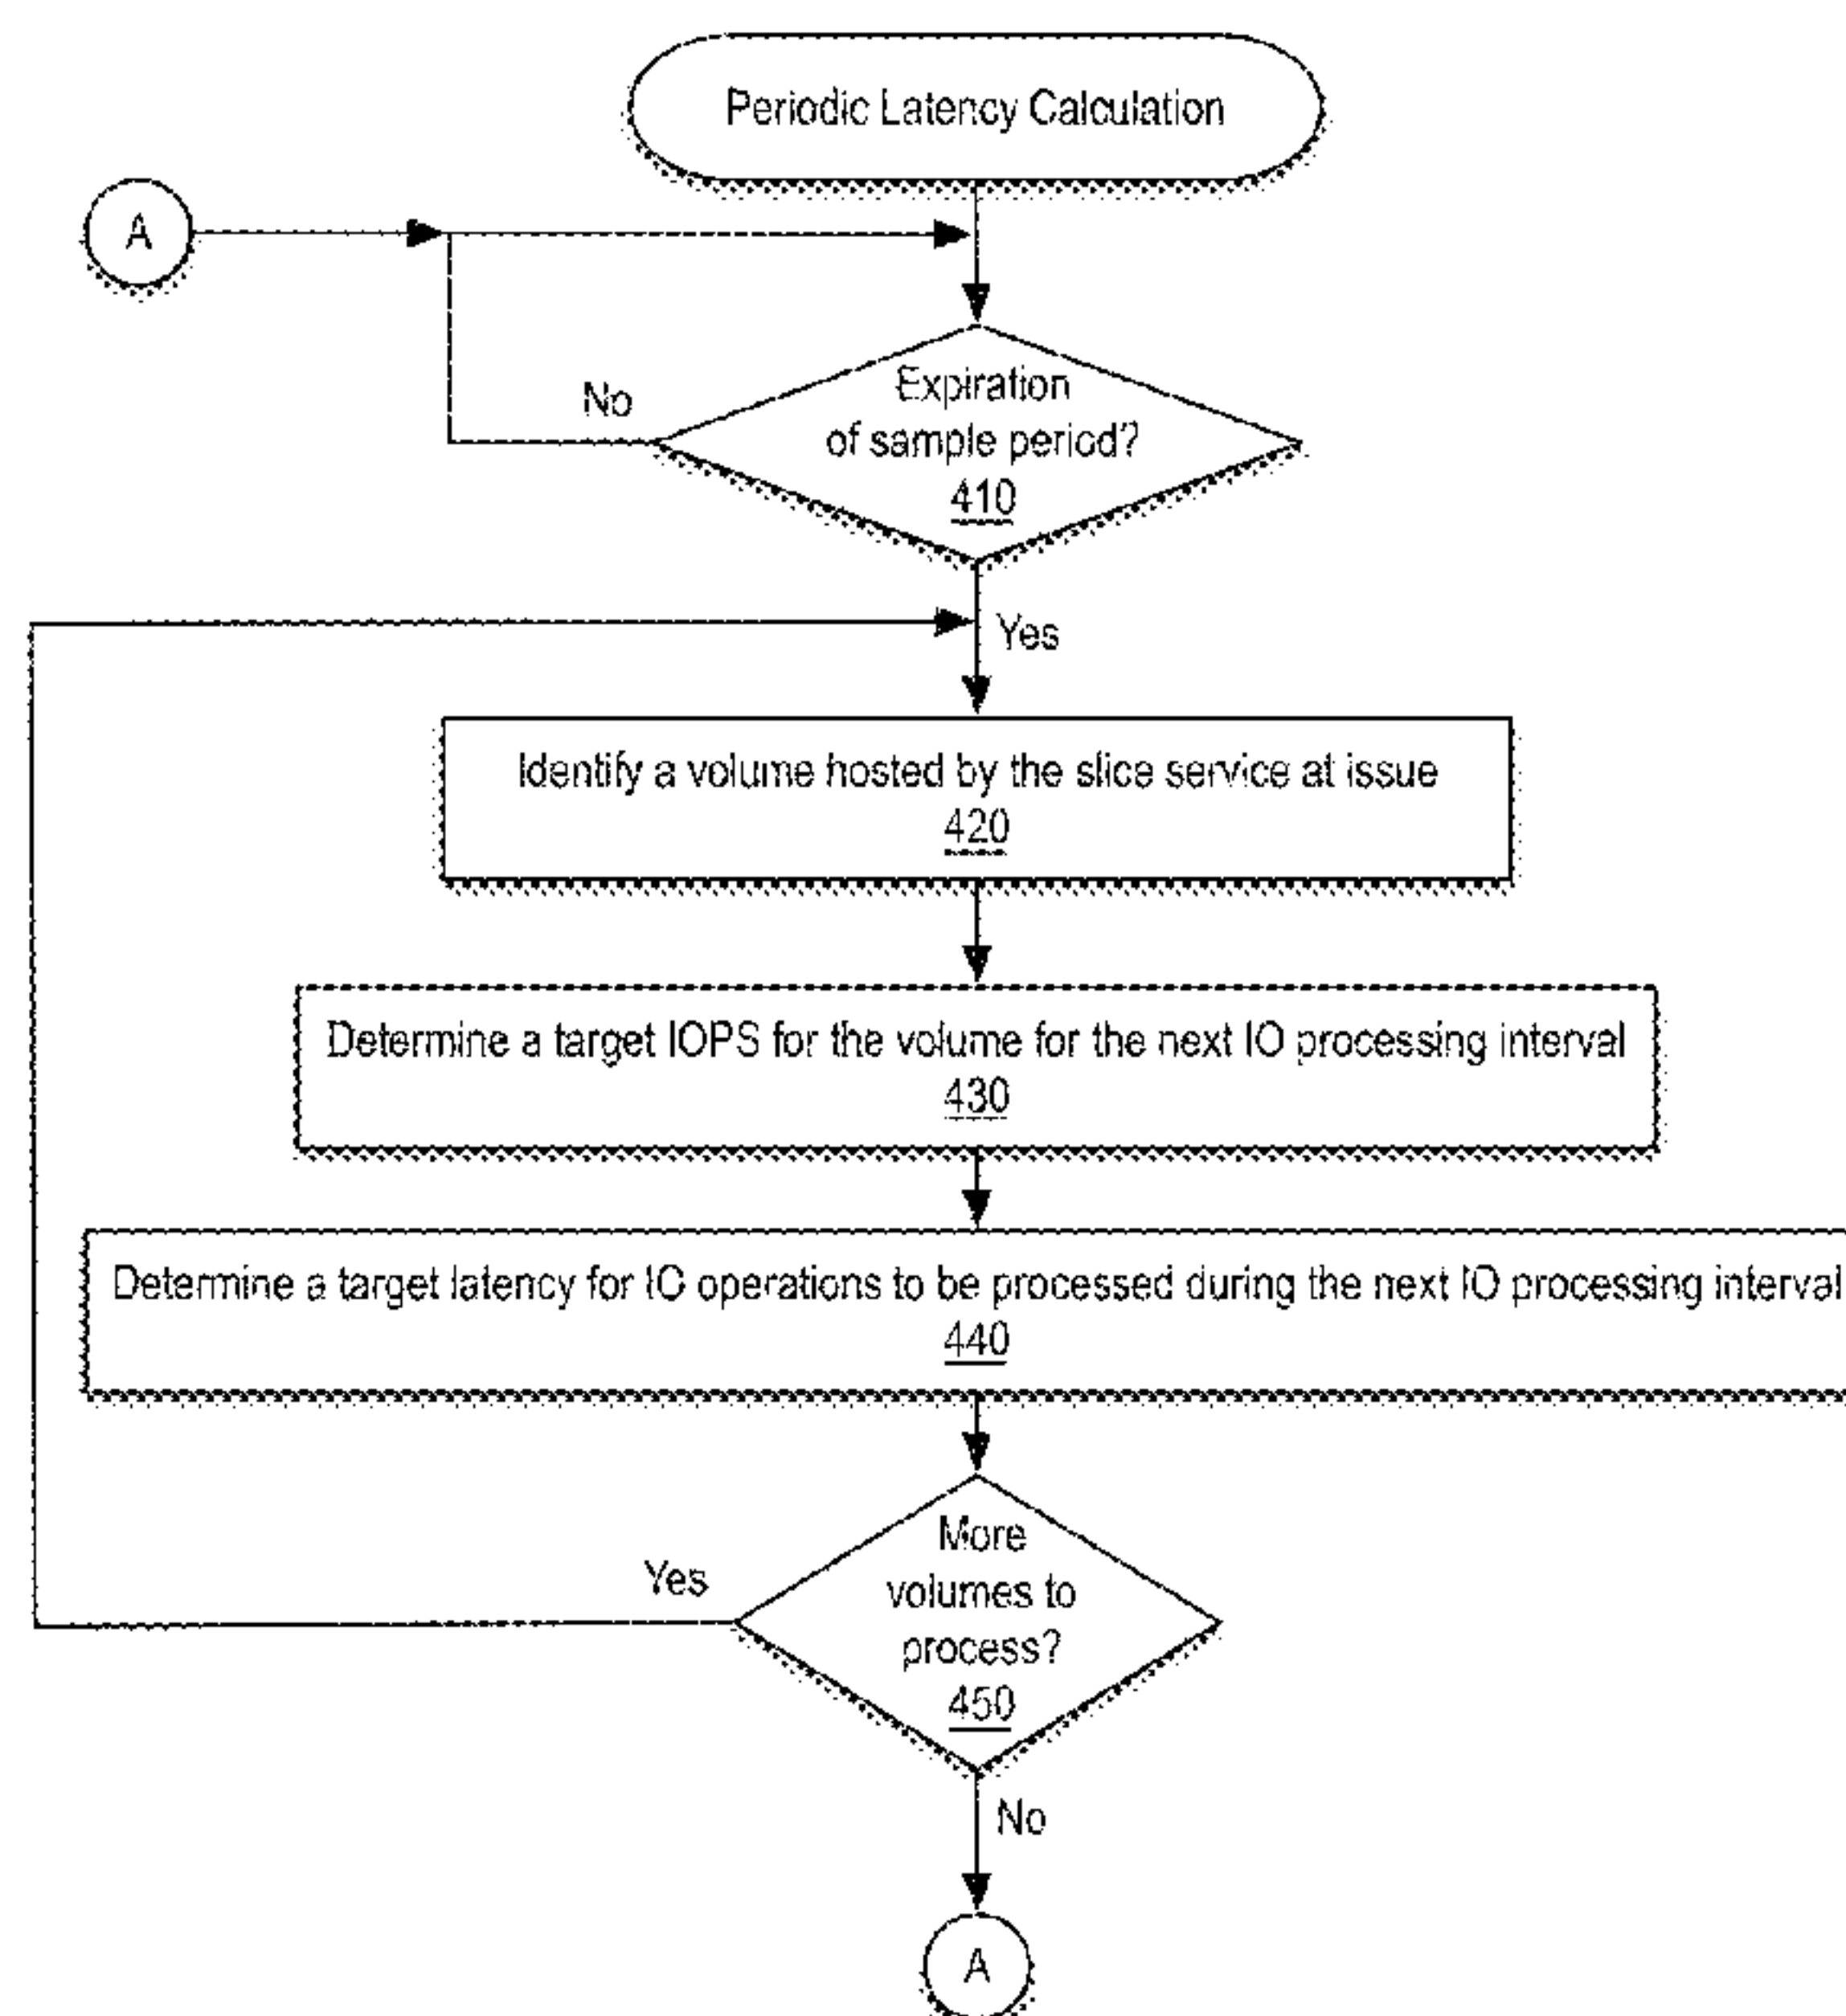 Periodic Latency Calculation
A
Expiration
of sample period?
410
No
Yes
Identify a volume hosted by the slice service at issue
420
Determine a target IOPS for the volume for the next IO processing interval
430
Determine a target latency for IO operations to be processed during the next IO processing interval
440
More
volumes to
process?
450
Yes
No
A